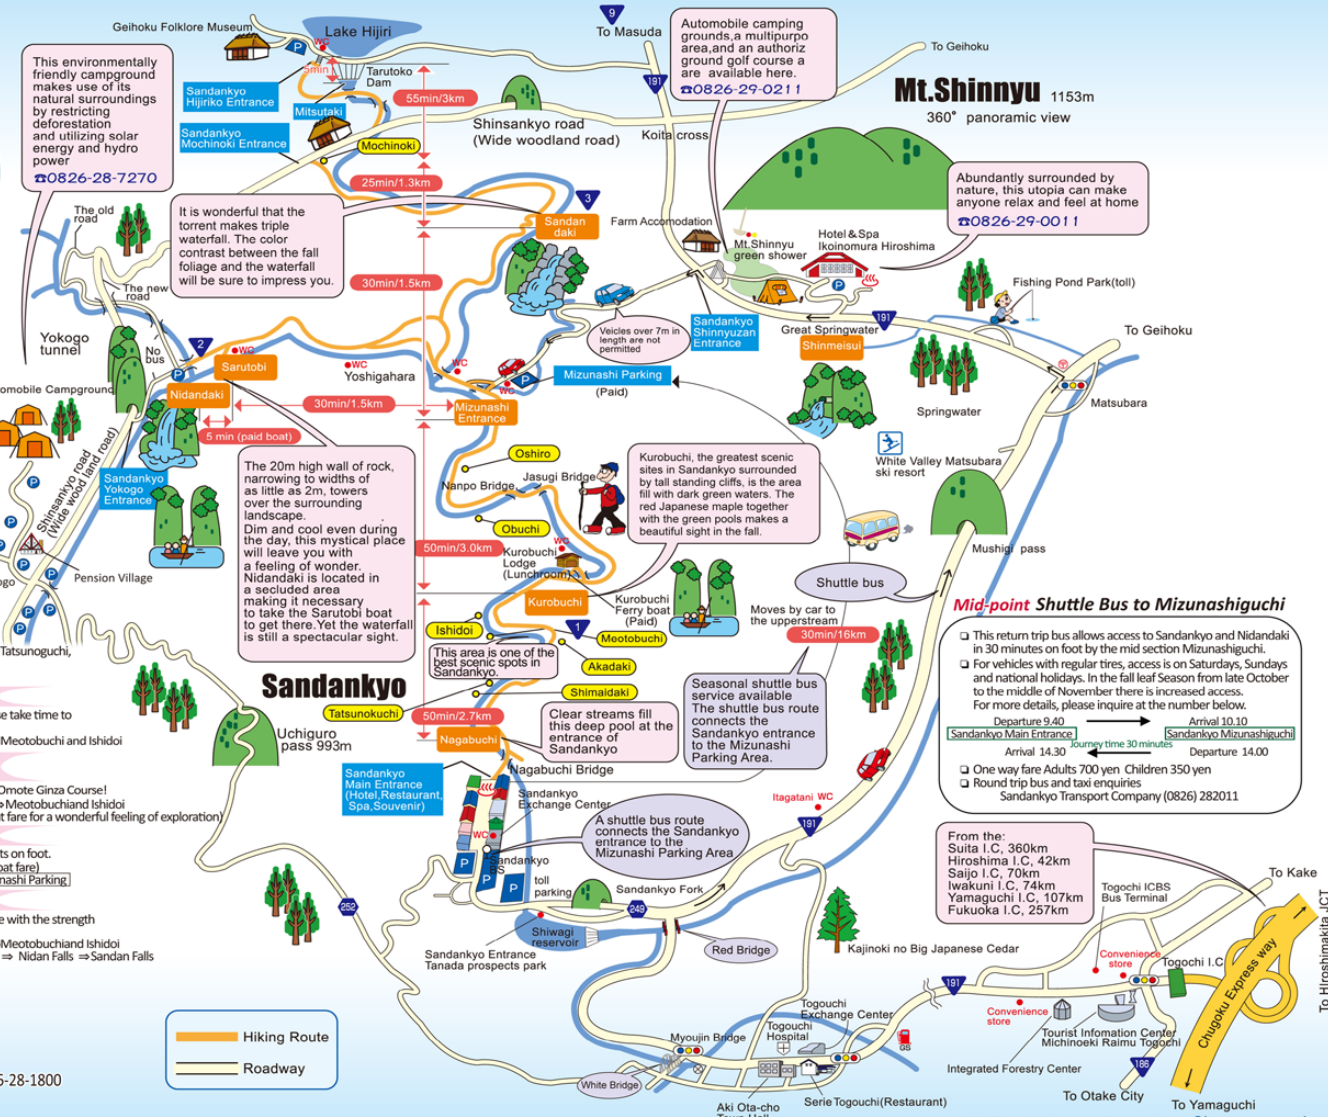 Geihoku Folklore Museum
P
WC
Lake Hijiri
9
To Masuda
Automobile camping
grounds,a multipurpo
area,and an authoriz
ground golf course a
are available here.
☎0826-29-0211
To Geihoku
Mt.Shinnyu 1153m
360° panoramic view
This environmentally
friendly campground
makes use of its
natural surroundings
by restricting
deforestation
and utilizing solar
energy and hydro
power
☎0826-28-7270
5min
Tarutoko
Dam
Sandankyo
Hijiriko Entrance
Mitsutaki
55min/3km
191
Shinsankyo road
(Wide woodland road)
Koita cross
Sandankyo
Mochinoki Entrance
Mochinoki
25min/1.3km
Abundantly surrounded by
nature, this utopia can make
anyone relax and feel at home
☎0826-29-0011
The old
road
It is wonderful that the
torrent makes triple
waterfall. The color
contrast between the fall
foliage and the waterfall
will be sure to impress you.
3
Sandan
daki
Farm Accomodation
Mt.Shinnyu
green shower
Hotel&Spa
Ikoinomura Hiroshima
P
30min/1.5km
The new
road
Fishing Pond Park(toll)
Veicles over 7m in
length are not
permitted
Sandankyo
Shinnyuzan
Entrance
191
Great Springwater
Shinmeisui
To Geihoku
Yokogo
tunnel
No
bus
2
WC
Sarutobi
WC
Yoshigahara
WC
WC
P
Mizunashi Parking
(Paid)
P
Nidandaki
30min/1.5km
Mizunashi
Entrance
Springwater
Matsubara
omobile Campground
5 min (paid boat)
White Valley Matsubara
ski resort
Shinsankyo road
(Wide wood land road)
Sandankyo
Yokogo
Entrance
The 20m high wall of rock,
narrowing to widths of
as little as 2m, towers
over the surrounding
landscape.
Dim and cool even during
the day, this mystical place
will leave you with
a feeling of wonder.
Nidandaki is located in
a secluded area
making it necessary
to take the Sarutobi boat
to get there.Yet the waterfall
is still a spectacular sight.
Oshiro
Nanpo Bridge
Jasugi Bridge
Obuchi
Kurobuchi, the greatest scenic
sites in Sandankyo surrounded
by tall standing cliffs, is the area
fill with dark green waters. The
red Japanese maple together
with the green pools makes a
beautiful sight in the fall.
50min/3.0km
WC
Kurobuchi
Lodge
(Lunchroom)
Mushigi pass
P
P
P
Pension Village
ogo
P
P
P
P
P
Tatsunoguchi,
Kurobuchi
Kurobuchi
Ferry boat
(Paid)
Shuttle bus
Moves by car to
the upperstream
30min/16km
Ishidoi
1
Meotobuchi
Akadaki
This area is one of the
best scenic spots in
Sandankyo.
Shimaidaki
Tatsunokuchi
Sandankyo
50min/2.7km
Nagabuchi
Clear streams fill
this deep pool at the
entrance of
Sandankyo
Seasonal shuttle bus
service available
The shuttle bus route
connects the
Sandankyo entrance
to the Mizunashi
Parking Area.
Mid-point Shuttle Bus to Mizunashiguchi
❑ This return trip bus allows access to Sandankyo and Nidandaki
in 30 minutes on foot by the mid section Mizunashiguchi.
❑ For vehicles with regular tires, access is on Saturdays, Sundays
and national holidays. In the fall leaf Season from late October
to the middle of November there is increased access.
For more details, please inquire at the number below.
Departure 9.40 Arrival 10.10
Sandankyo Main Entrance Sandankyo Mizunashiguchi
Journey time 30 minutes
Arrival 14.30 Departure 14.00
❑ One way fare Adults 700 yen Children 350 yen
❑ Round trip bus and taxi enquiries
Sandankyo Transport Company (0826) 282011
se take time to
Meotobuchi and Ishidoi
Omote Ginza Course!
Meotobuchiand Ishidoi
t fare for a wonderful feeling of exploration)
ts on foot.
oat fare)
nashi Parking
e with the strength
Meotobuchiand Ishidoi
⇒ Nidan Falls ⇒Sandan Falls
Uchiguro
pass 993m
Nagabuchi Bridge
Sandankyo
Main Entrance
(Hotel,Restaurant,
Spa,Souvenir)
Sandankyo
Exchange Center
WC
Sandankyo
BS
P
P
P
A shuttle bus route
connects the Sandankyo
entrance to the
Mizunashi Parking Area
Itagatani WC
191
From the:
Suita I.C, 360km
Hiroshima I.C, 42km
Saijo I.C, 70km
Iwakuni I.C, 74km
Yamaguchi I.C, 107km
Fukuoka I.C, 257km
To Kake
252
toll
parking
Sandankyo Fork
249
Togochi ICBS
Bus Terminal
Shiwagi
reservoir
Sandankyo Entrance
Tanada prospects park
Red Bridge
Kajinoki no Big Japanese Cedar
Convenience
store
Togochi I.C
To Hiroshimakita JCT
Chugoku Express way
191
Convenience
store
Tourist Infomation Center
Michinoeki Raimu Togochi
Togouchi
Exchange Center
Togouchi
Hospital
Myoujin Bridge
GS
Integrated Forestry Center
186
White Bridge
Hiking Route
Roadway
6-28-1800
Aki Ota-cho
Town Hall
Serie Togouchi(Restaurant)
To Otake City
To Yamaguchi